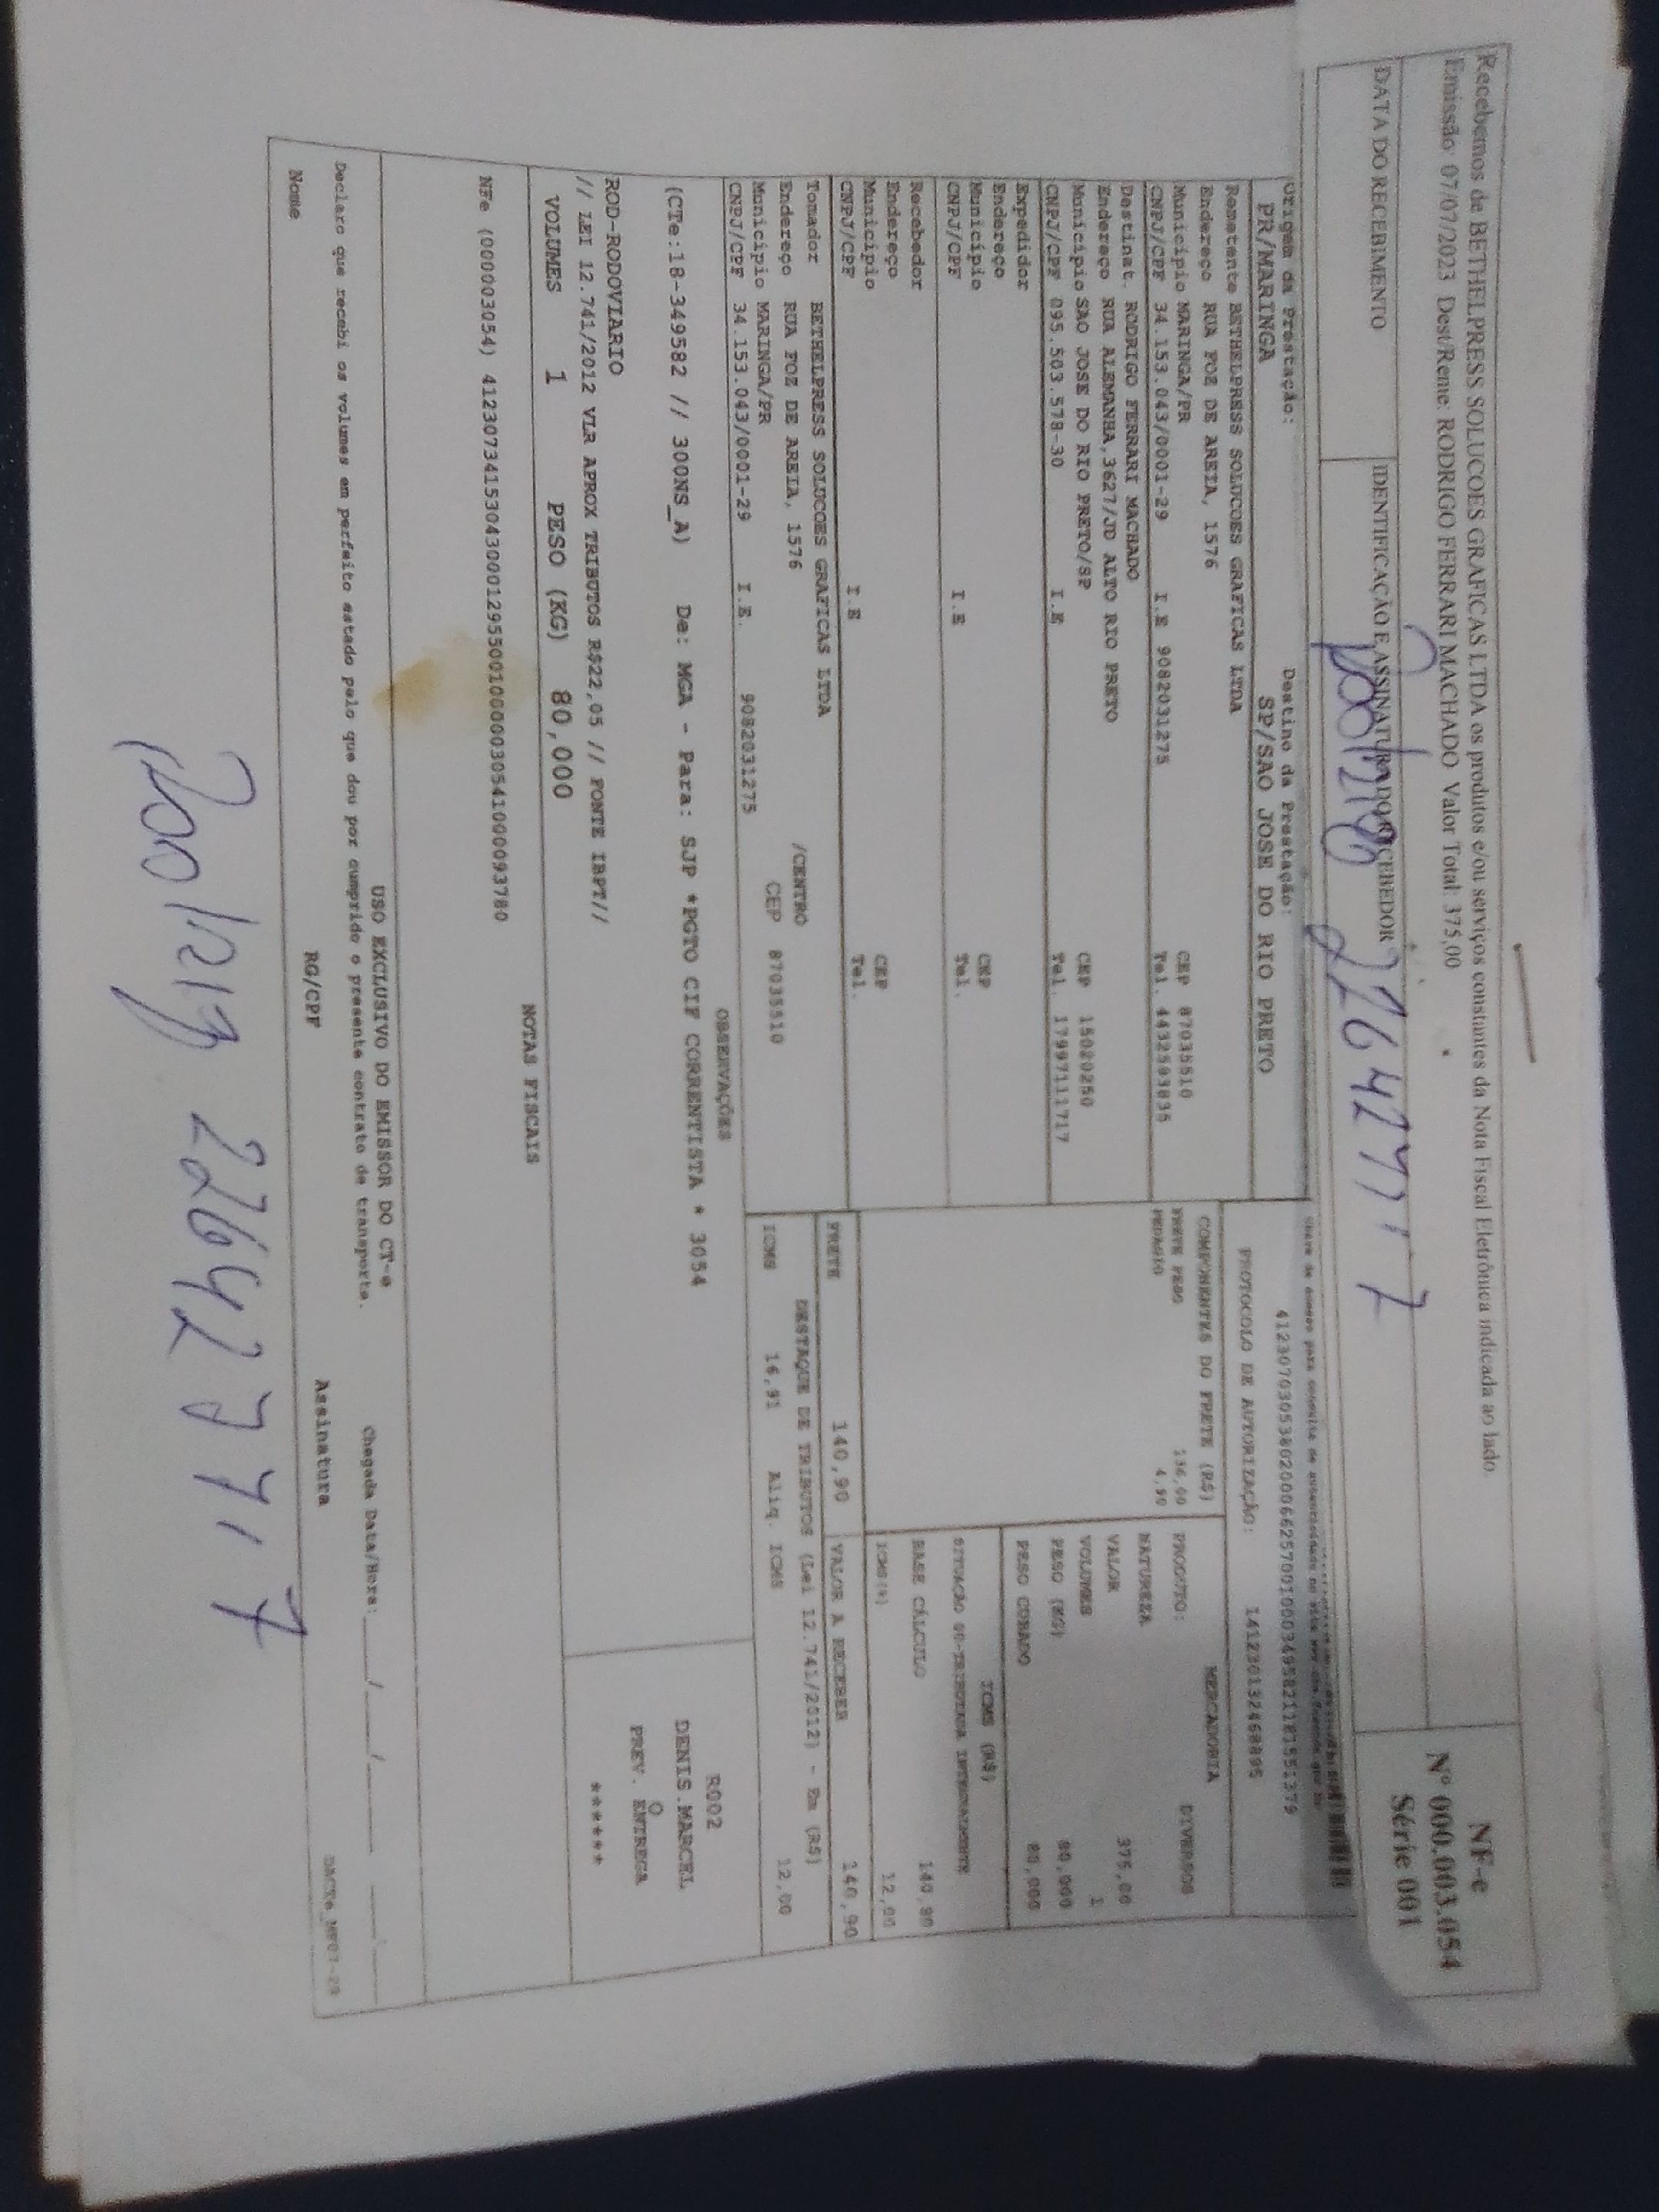 Recebemos de BETHELPRESS SOLUCOES GRAFICAS LTDA os produtos e/ou serviços constantes da Nota Fiscal Eletrônica indicada ao lado.
Emissão: 07/07/2023 Dest/Reme: RODRIGO FERRARI MACHADO Valor Total: 375,00
DATA DO RECEBIMENTO
IDENTIFICAÇÃO E ASSINATURA DO RECEBEDOR
NF-e
Nº 000.003.054
Série 001
Origem da Prestação:
PR/MARINGA
Destino da Prestação:
SP/SAO JOSE DO RIO PRETO
PROTOCOLO DE AUTORIZAÇÃO:
Remetente BETHELPRESS SOLUCOES GRAFICAS LTDA
Endereço RUA FOZ DE AREIA, 1576
Município MARINGA/PR CEP 87035510
CNPJ/CPF 34.153.043/0001-29 I.E 9082031275 Tel. 44325
Destinat. RODRIGO FERRARI MACHADO
Endereço RUA ALEMANHA,3627/JD ALTO RIO PRETO
Município SAO JOSE DO RIO PRETO/SP CEP 15020250
CNPJ/CPF 095.503.578-30 I.E Tel. 17997111717
Expedidor
Endereço
Município CEP
CNPJ/CPF I.E Tel.
Recebedor
Endereço
Município CEP
CNPJ/CPF I.E Tel.
Tomador BETHELPRESS SOLUCOES GRAFICAS LTDA
Endereço RUA FOZ DE AREIA, 1576 /CENTRO
Município MARINGA/PR CEP 87035510
CNPJ/CPF 34.153.043/0001-29 I.E. 9082031275
COMPONENTES DO FRETE (R$)
FRETE PESO 136,00
PEDAGIO 4,90
MERCADORIA
PRODUTO: DIVERSOS
NATUREZA
VALOR 375,00
VOLUMES 1
PESO (KG) 80,000
PESO CUBADO 80,000
ICMS (R$)
SITUAÇÃO 00-TRIBUTADA INTEGRALMENTE
BASE CÁLCULO 140,90
ICMS(%) 12,00
FRETE 140,90 VALOR A RECEBER 140,90
DESTAQUE DE TRIBUTOS (Lei 12.741/2012) - Em (R$)
ICMS 16,91 Aliq. ICMS 12,00
OBSERVAÇÕES
(CTe:18-349582 // 300NS_A) De: MGA - Para: SJP *PGTO CIF CORRENTISTA * 3054
ROD-RODOVIARIO
// LEI 12.741/2012 VLR APROX TRIBUTOS R$22,05 // FONTE IBPT//
R002
DENIS.MARCEL
O
PREV. ENTREGA
******
VOLUMES 1 PESO (KG) 80,000
NOTAS FISCAIS
NFe (000003054) 41230734153043000129550010000030541000093780
USO EXCLUSIVO DO EMISSOR DO CT-e
Declaro que recebi os volumes em perfeito estado pelo que dou por cumprido o presente contrato de transporte.
Chegada Data/Hora:____/____/____ ____:____
Nome RG/CPF Assinatura